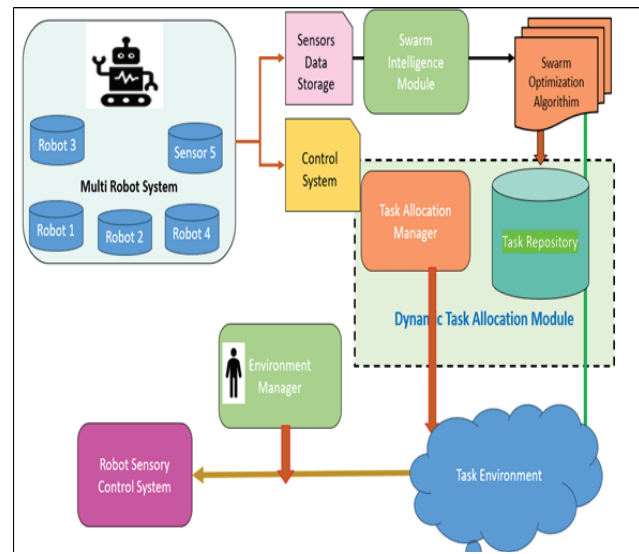 Robot 3
Sensor 5
Multi Robot System
Robot 1
Robot 2
Robot 4
Sensors
Data
Storage
Swarm
Intelligence
Module
Swarm
Optimization
Algorithim
Control
System
Task Allocation
Manager
Task Repository
Dynamic Task Allocation Module
Environment
Manager
Robot Sensory
Control System
Task Environment